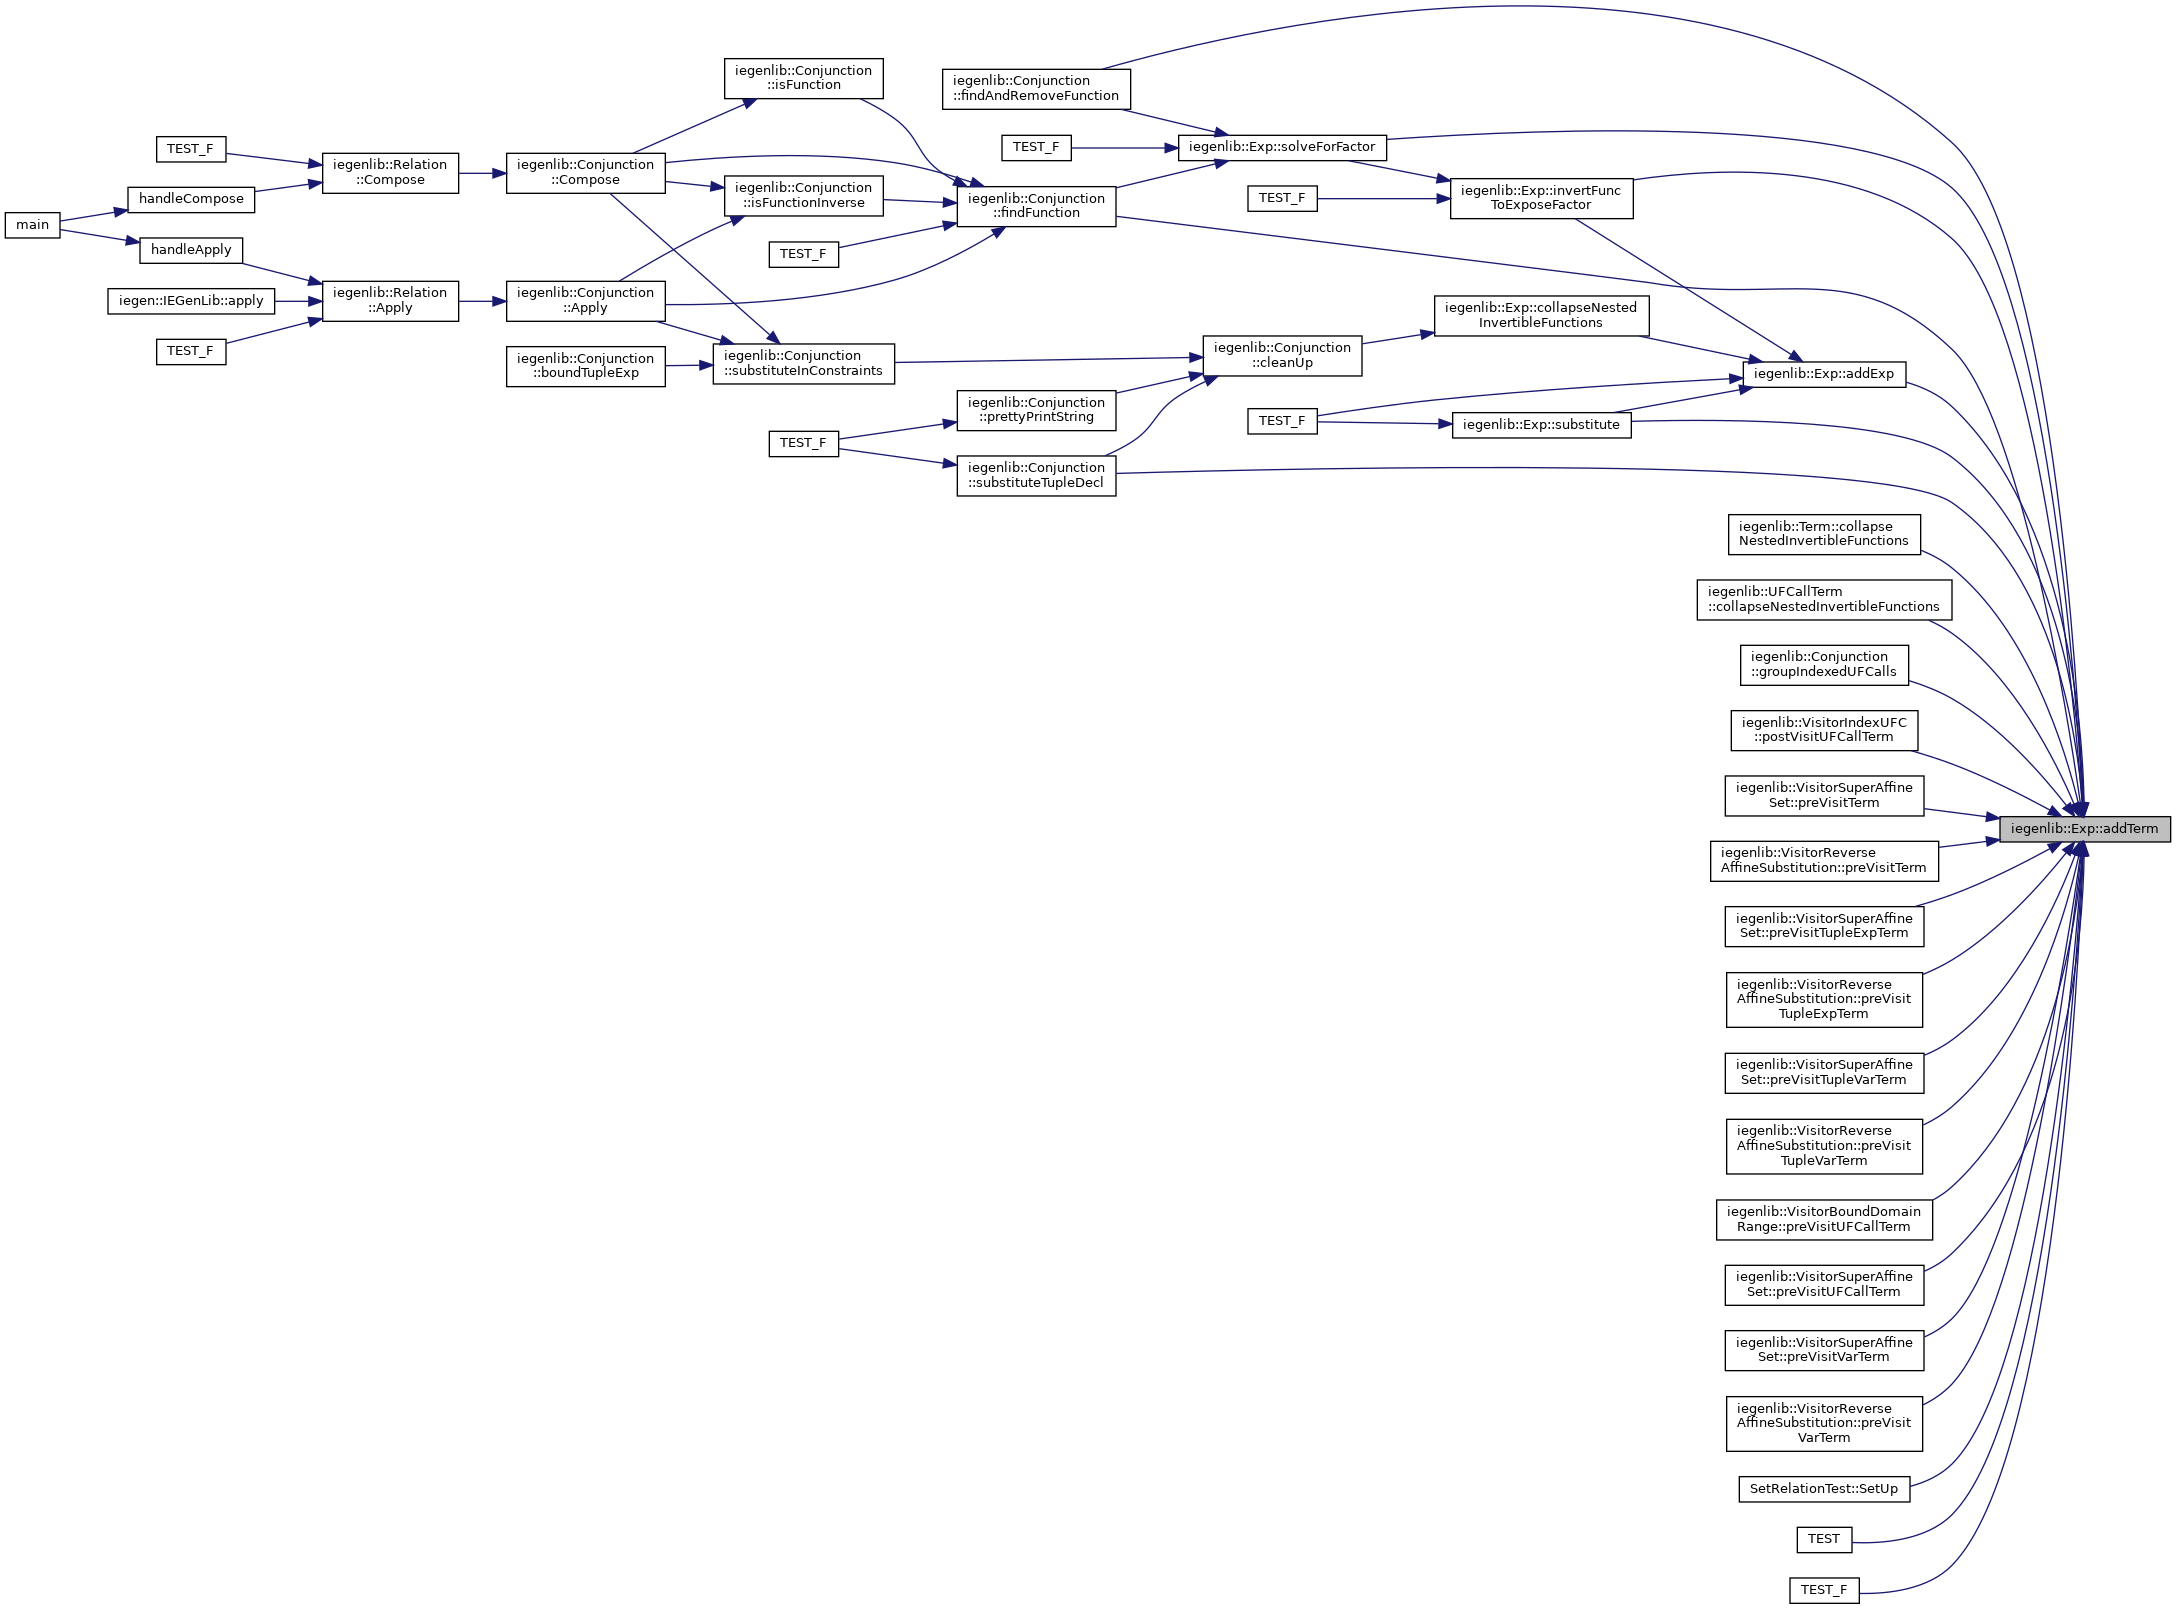 iegenlib::Conjunction
::isFunction
iegenlib::Conjunction
::findAndRemoveFunction
TEST_F
iegenlib::Relation
::Compose
iegenlib::Conjunction
::Compose
TEST_F
iegenlib::Exp::solveForFactor
handleCompose
iegenlib::Conjunction
::isFunctionInverse
iegenlib::Conjunction
::findFunction
TEST_F
iegenlib::Exp::invertFunc
ToExposeFactor
main
handleApply
TEST_F
iegen::IEGenLib::apply
iegenlib::Relation
::Apply
iegenlib::Conjunction
::Apply
iegenlib::Exp::collapseNested
InvertibleFunctions
TEST_F
iegenlib::Conjunction
::boundTupleExp
iegenlib::Conjunction
::substituteInConstraints
iegenlib::Conjunction
::cleanUp
iegenlib::Exp::addExp
iegenlib::Conjunction
::prettyPrintString
TEST_F
iegenlib::Exp::substitute
TEST_F
iegenlib::Conjunction
::substituteTupleDecl
iegenlib::Term::collapse
NestedInvertibleFunctions
iegenlib::UFCallTerm
::collapseNestedInvertibleFunctions
iegenlib::Conjunction
::groupIndexedUFCalls
iegenlib::VisitorIndexUFC
::postVisitUFCallTerm
iegenlib::VisitorSuperAffine
Set::preVisitTerm
iegenlib::Exp::addTerm
iegenlib::VisitorReverse
AffineSubstitution::preVisitTerm
iegenlib::VisitorSuperAffine
Set::preVisitTupleExpTerm
iegenlib::VisitorReverse
AffineSubstitution::preVisit
TupleExpTerm
iegenlib::VisitorSuperAffine
Set::preVisitTupleVarTerm
iegenlib::VisitorReverse
AffineSubstitution::preVisit
TupleVarTerm
iegenlib::VisitorBoundDomain
Range::preVisitUFCallTerm
iegenlib::VisitorSuperAffine
Set::preVisitUFCallTerm
iegenlib::VisitorSuperAffine
Set::preVisitVarTerm
iegenlib::VisitorReverse
AffineSubstitution::preVisit
VarTerm
SetRelationTest::SetUp
TEST
TEST_F